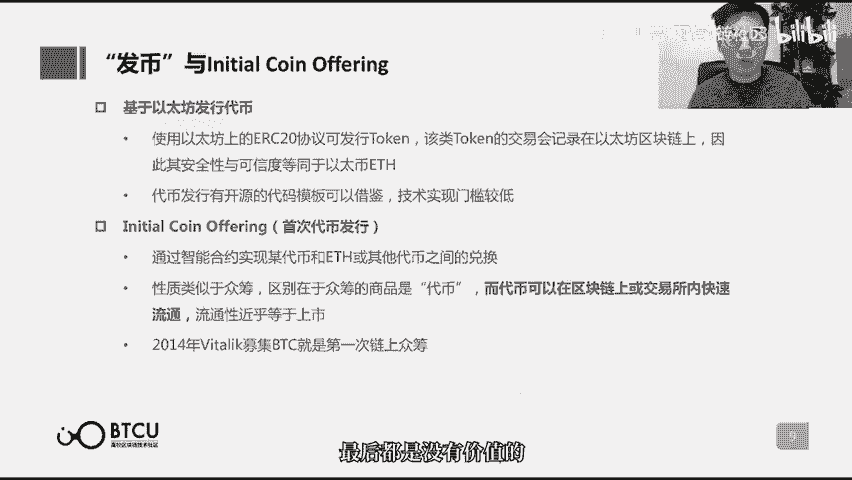 bilibili
“发币”与Initial Coin Offering
基于以太坊发行代币
使用以太坊上的ERC20协议可发行Token，该类Token的交易会记录在以太坊区块链上，因
此其安全性与可信度等同于以太币ETH
代币发行有开源的代码模板可以借鉴，技术实现门槛较低
Initial Coin Offering（首次代币发行）
通过智能合约实现某代币和ETH或其他代币之间的兑换
性质类似于众筹，区别在于众筹的商品是“代币”，而代币可以在区块链上或交易所内快速
流通，流通性近乎等于上市
2014年Vitalik募集BTC就是第一次链上众筹
BTCU
高校区块链技术社区
最后都是没有价值的